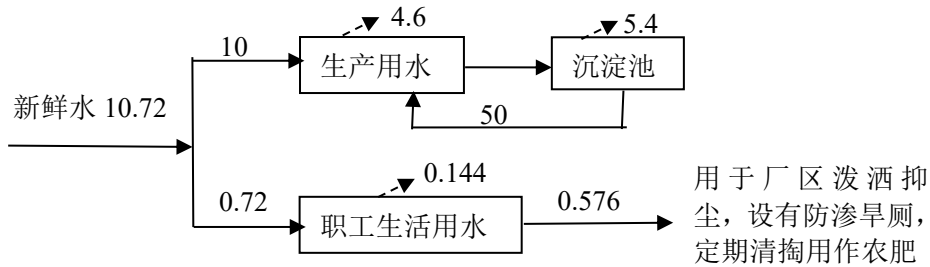 4.6
5.4
10
生产用水
沉淀池
新鲜水 10.72
50
0.144
0.72
职工生活用水
0.576
用于厂区泼洒抑
尘，设有防渗旱厕，
定期清掏用作农肥